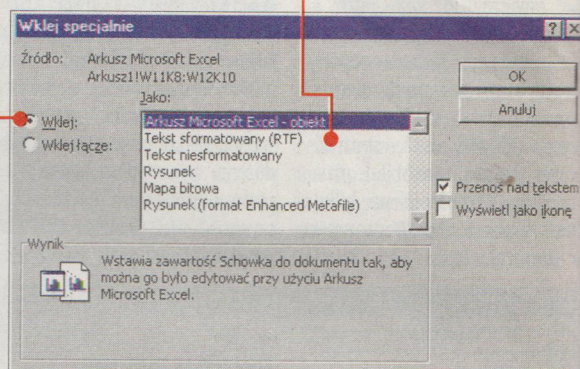 Wklej specjalnie
Źródło: Arkusz Microsoft Excel
Arkusz1!W11K8:W12K10
OK
Anuluj
Jako:
Wklej:
Wklej łącze:
Arkusz Microsoft Excel - obiekt
Tekst sformatowany (RTF)
Tekst niesformatowany
Rysunek
Mapa bitowa
Rysunek (format Enhanced Metafile)
Przenoś nad tekstem
Wyświetl jako ikonę
Wynik
Wstawia zawartość Schowka do dokumentu tak, aby
można go było edytować przy użyciu Arkusz
Microsoft Excel.